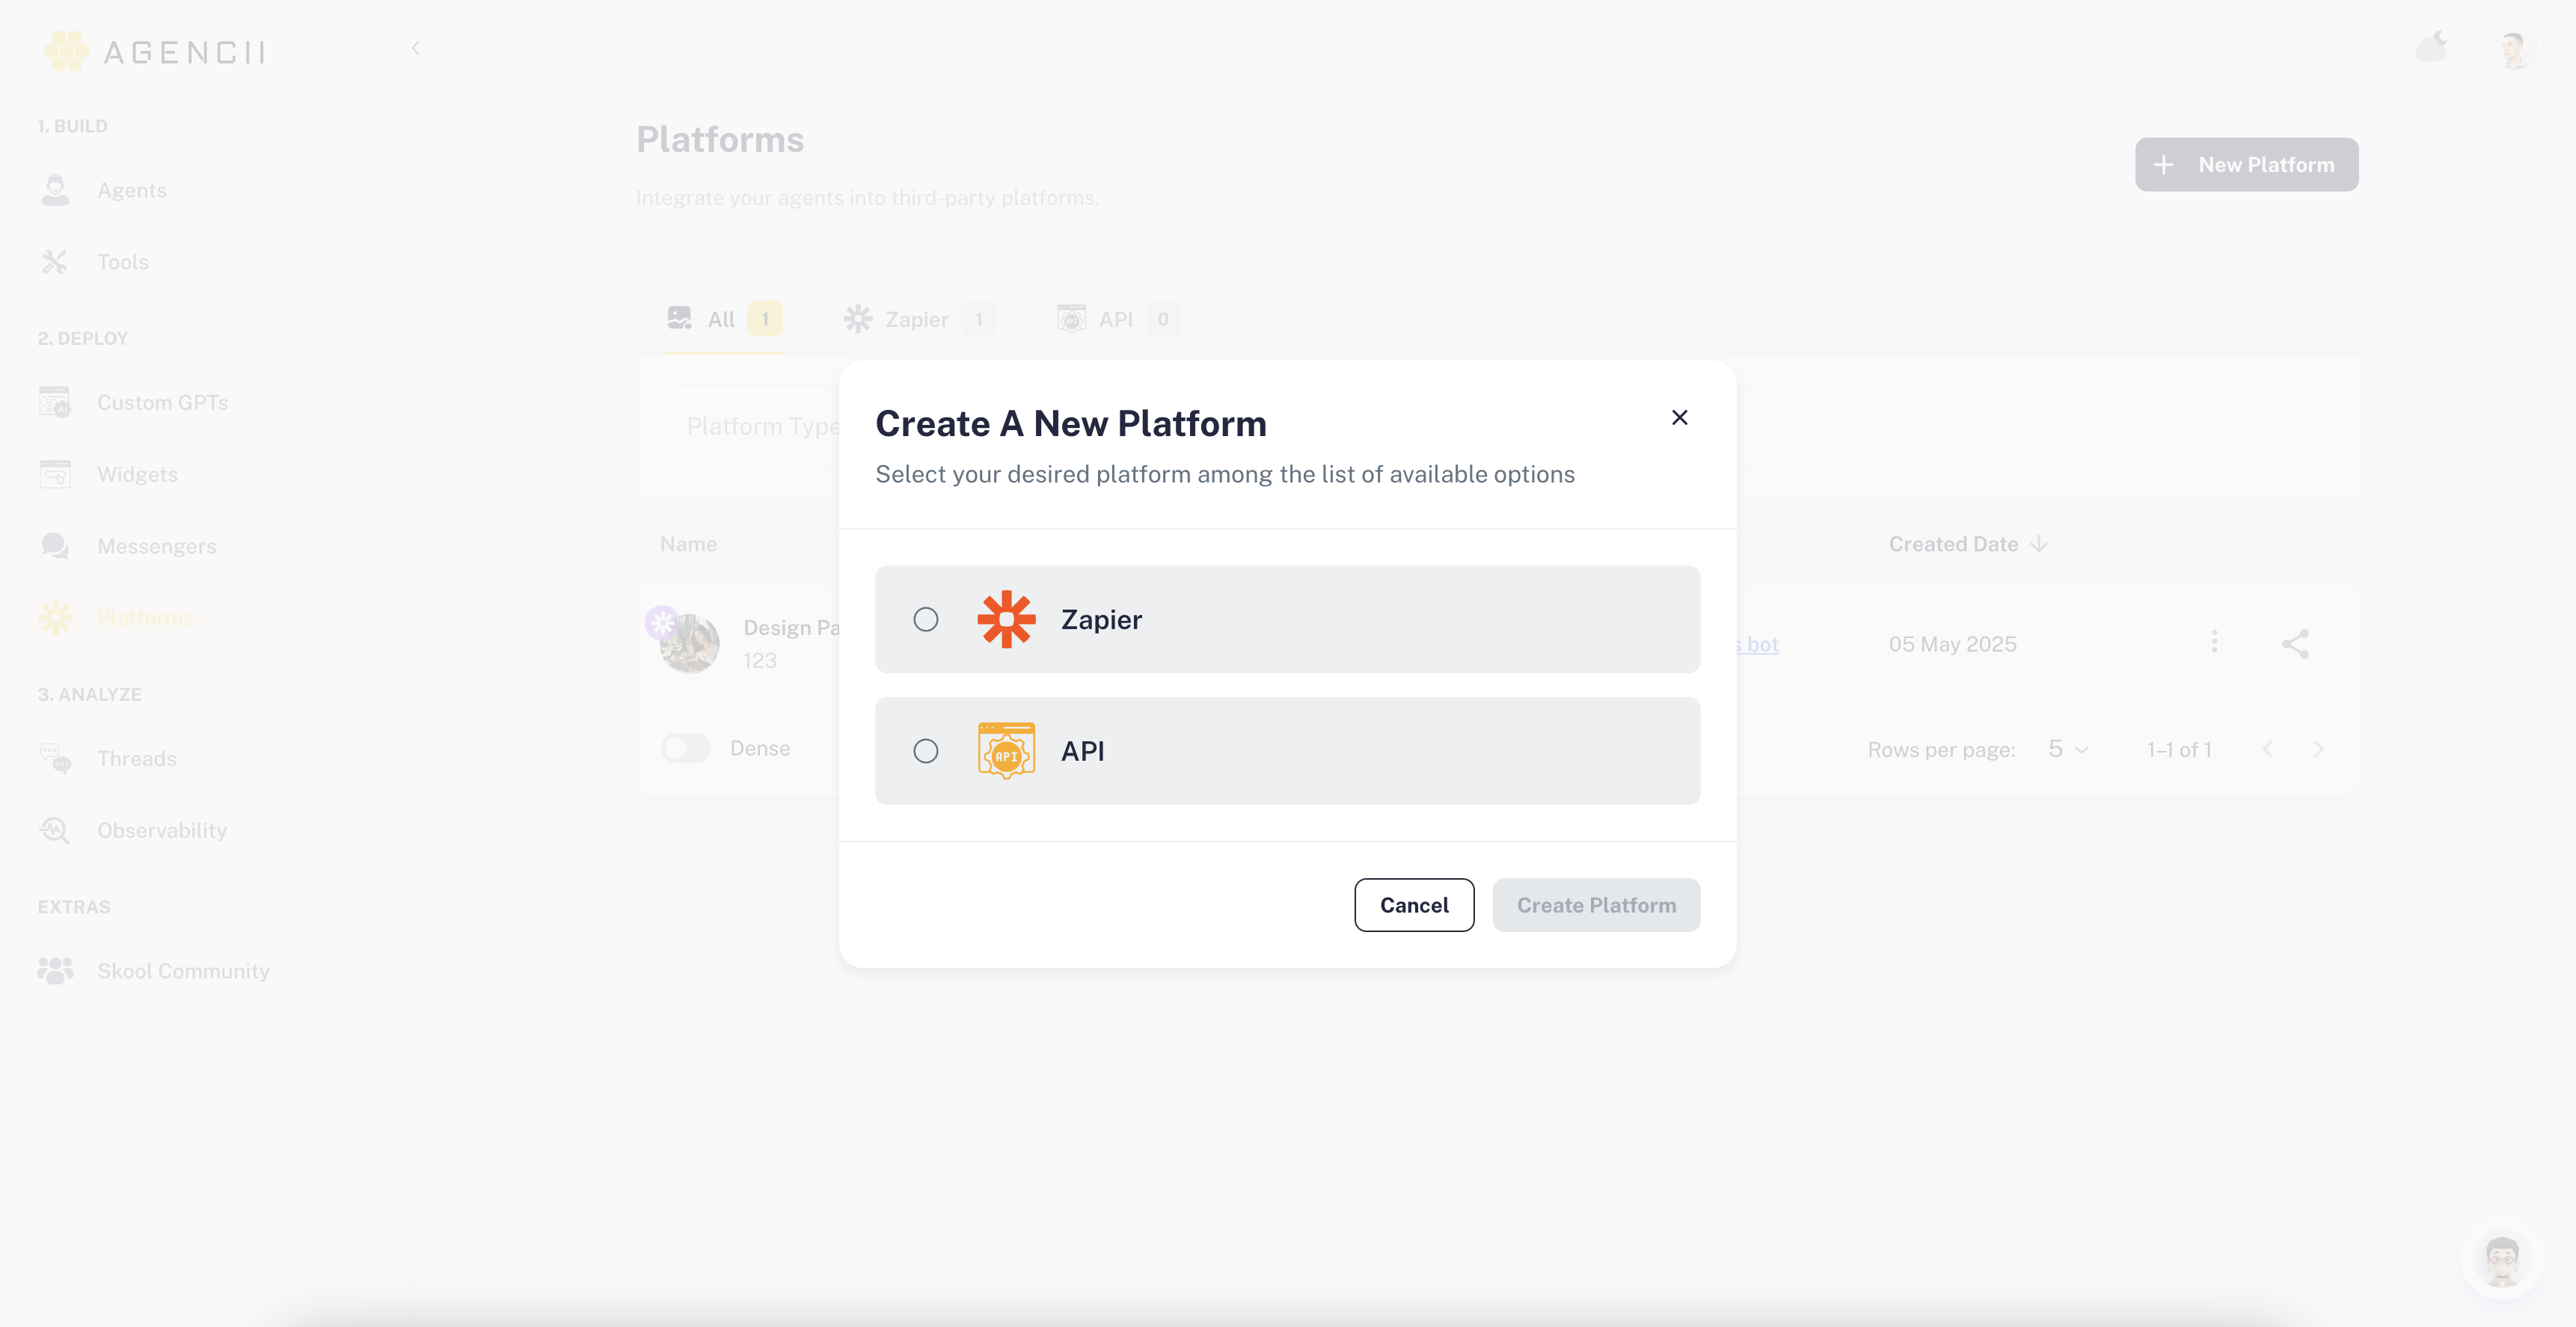 AGENCII
1. BUILD
Agents
Tools
2. DEPLOY
Custom GPTs
Widgets
Messengers
Platforms
3. ANALYZE
Threads
Observability
EXTRAS
Skool Community
Platforms
Integrate your agents into third-party platforms.
New Platform
All 1
Zapier 1
API 0
Platform Type
Name
Created Date
Design Pa
123
s bot
05 May 2025
Dense
Rows per page: 5
1–1 of 1
Create A New Platform
Select your desired platform among the list of available options
Zapier
API
API
Cancel
Create Platform